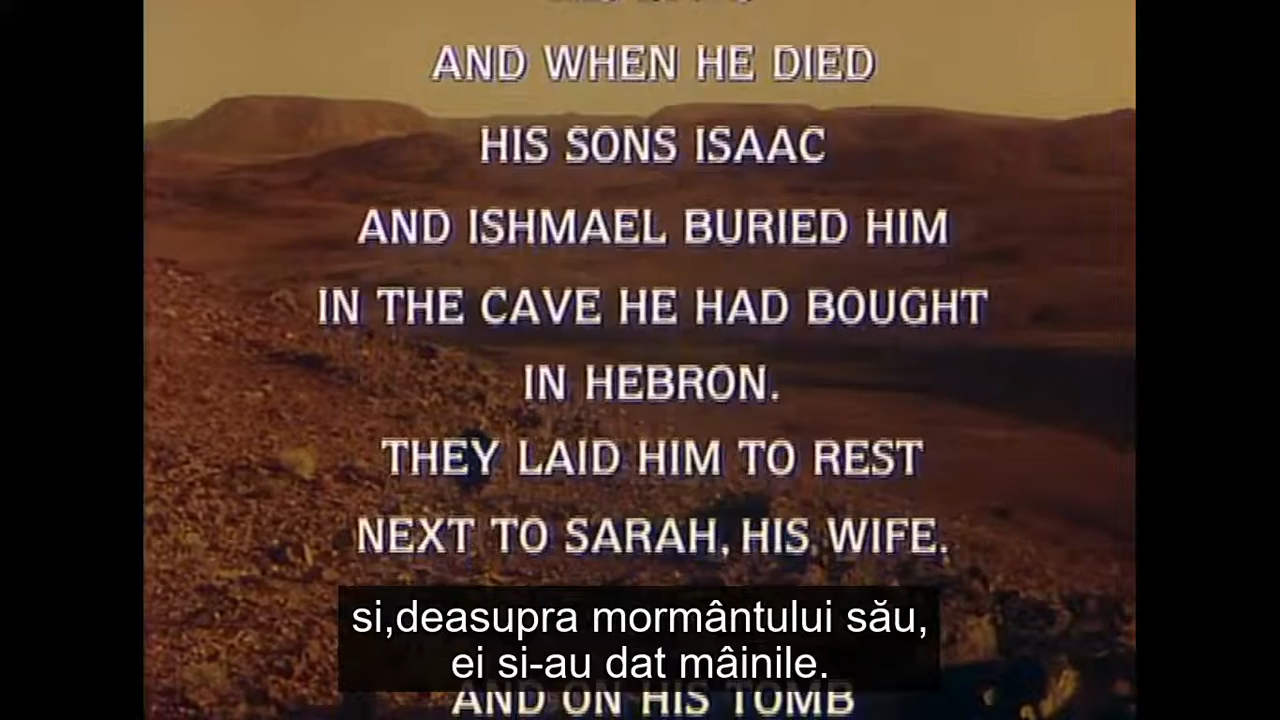 AND WHEN HE DIED
HIS SONS ISAAC
AND ISHMAEL BURIED HIM
IN THE CAVE HE HAD BOUGHT
IN HEBRON.
THEY LAID HIM TO REST
NEXT TO SARAH, HIS WIFE.
si,deasupra mormântului său,
ei si-au dat mâinile.
AND ON HIS TOMB